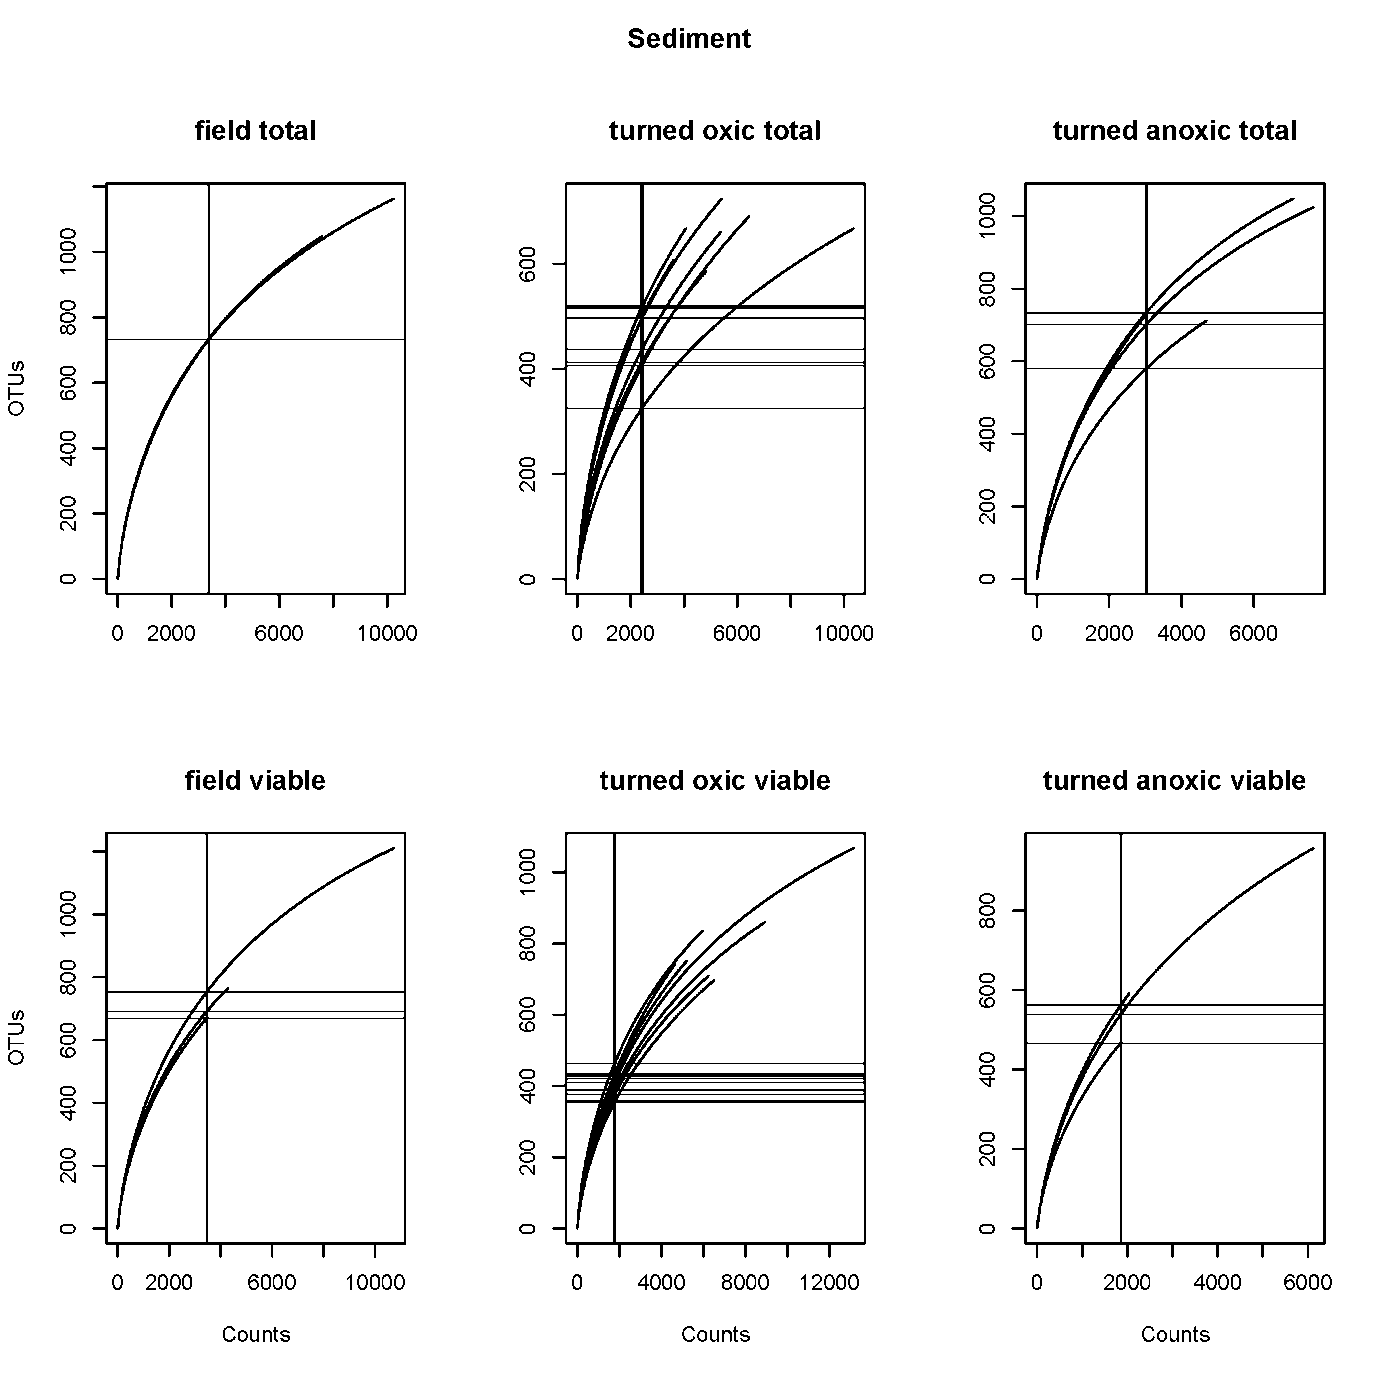 Sediment
field total
turned oxic total
turned anoxic total
OTUs
0 200 400 600 800 1000
0 2000 6000 10000
0 200 400 600
0 2000 6000 10000
0 200 400 600 800 1000
0 2000 4000 6000
field viable
turned oxic viable
turned anoxic viable
OTUs
0 200 400 600 800 1000
0 2000 6000 10000
Counts
0 200 400 600 800 1000
0 4000 8000 12000
Counts
0 200 400 600 800
0 2000 4000 6000
Counts